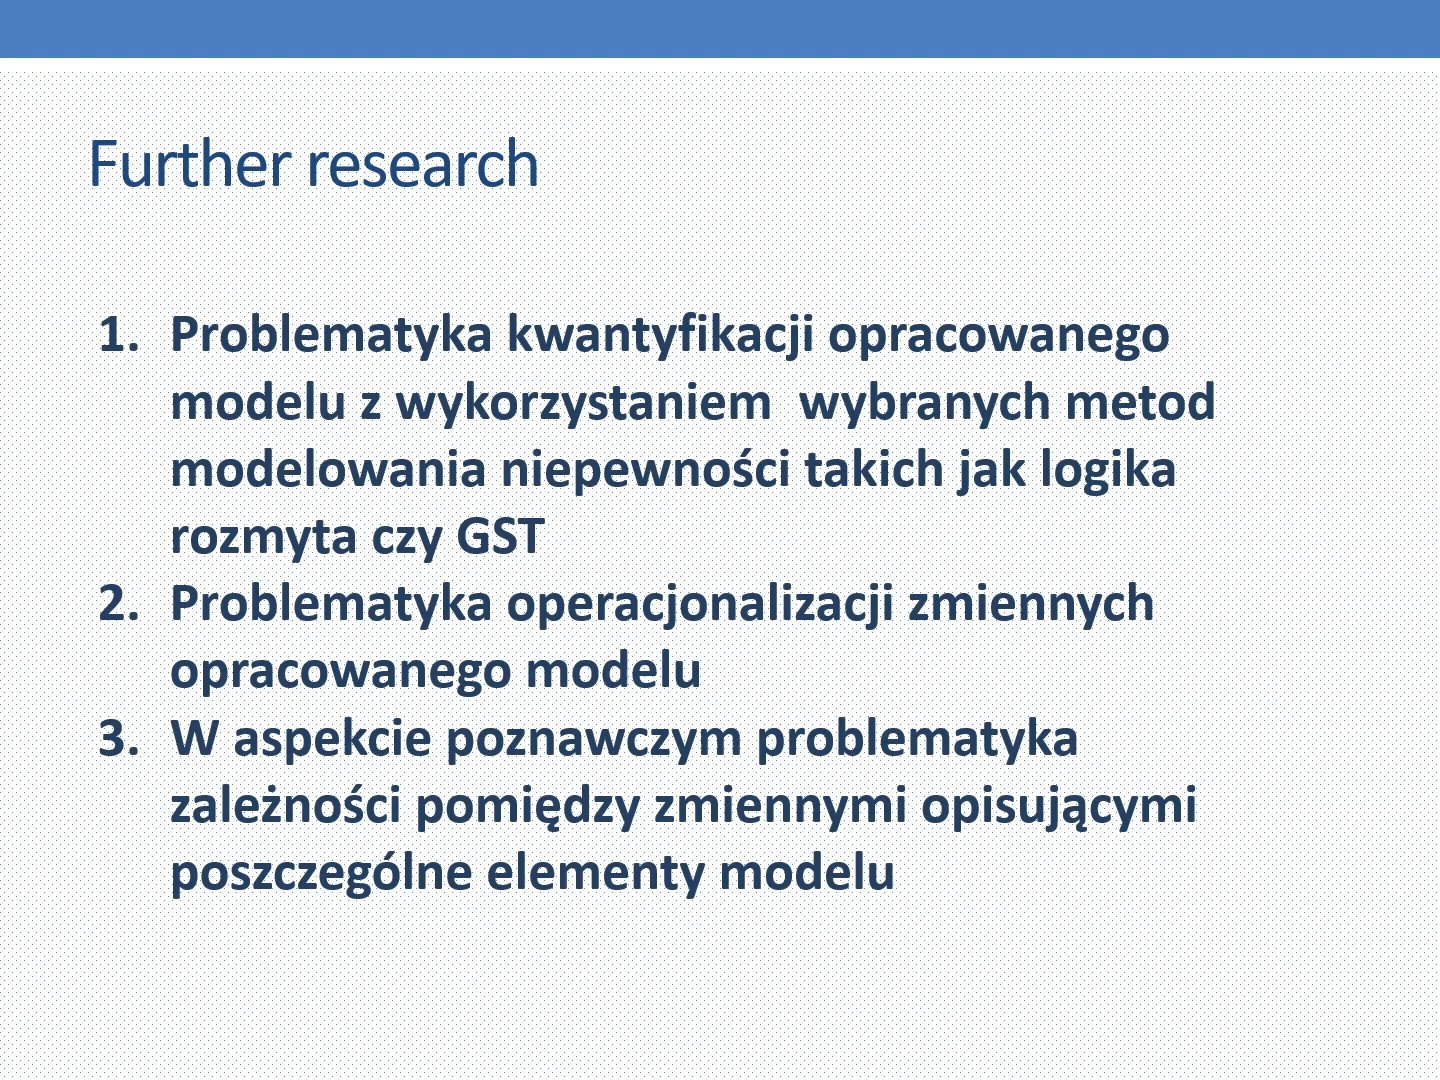 Further research
1. Problematyka kwantyfikacji opracowanego
modelu z wykorzystaniem  wybranych metod
modelowania niepewności takich jak logika
rozmyta czy GST
2. Problematyka operacjonalizacji zmiennych
opracowanego modelu
3. W aspekcie poznawczym problematyka
zależności pomiędzy zmiennymi opisującymi
poszczególne elementy modelu